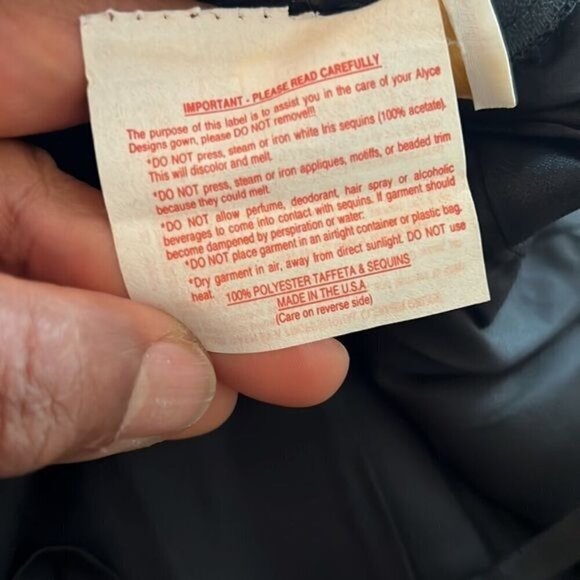 IMPORTANT - PLEASE READ CAREFULLY
The purpose of this label is to assist you in the care of your Alyce
Designs gown, please DO NOT remove!!!
*DO NOT press, steam or iron white Iris sequins (100% acetate).
This will discolor and melt.
*DO NOT press, steam or iron appliques, motiffs, or beaded trim
because they could melt.
*DO NOT allow perfume, deodorant, hair spray or alcoholic
beverages to come into contact with sequins. If garment should
become dampened by perspiration or water:
*DO NOT place garment in an airtight container or plastic bag.
*Dry garment in air, away from direct sunlight. DO NOT use
heat.
100% POLYESTER TAFFETA & SEQUINS
MADE IN THE U.S.A
(Care on reverse side)